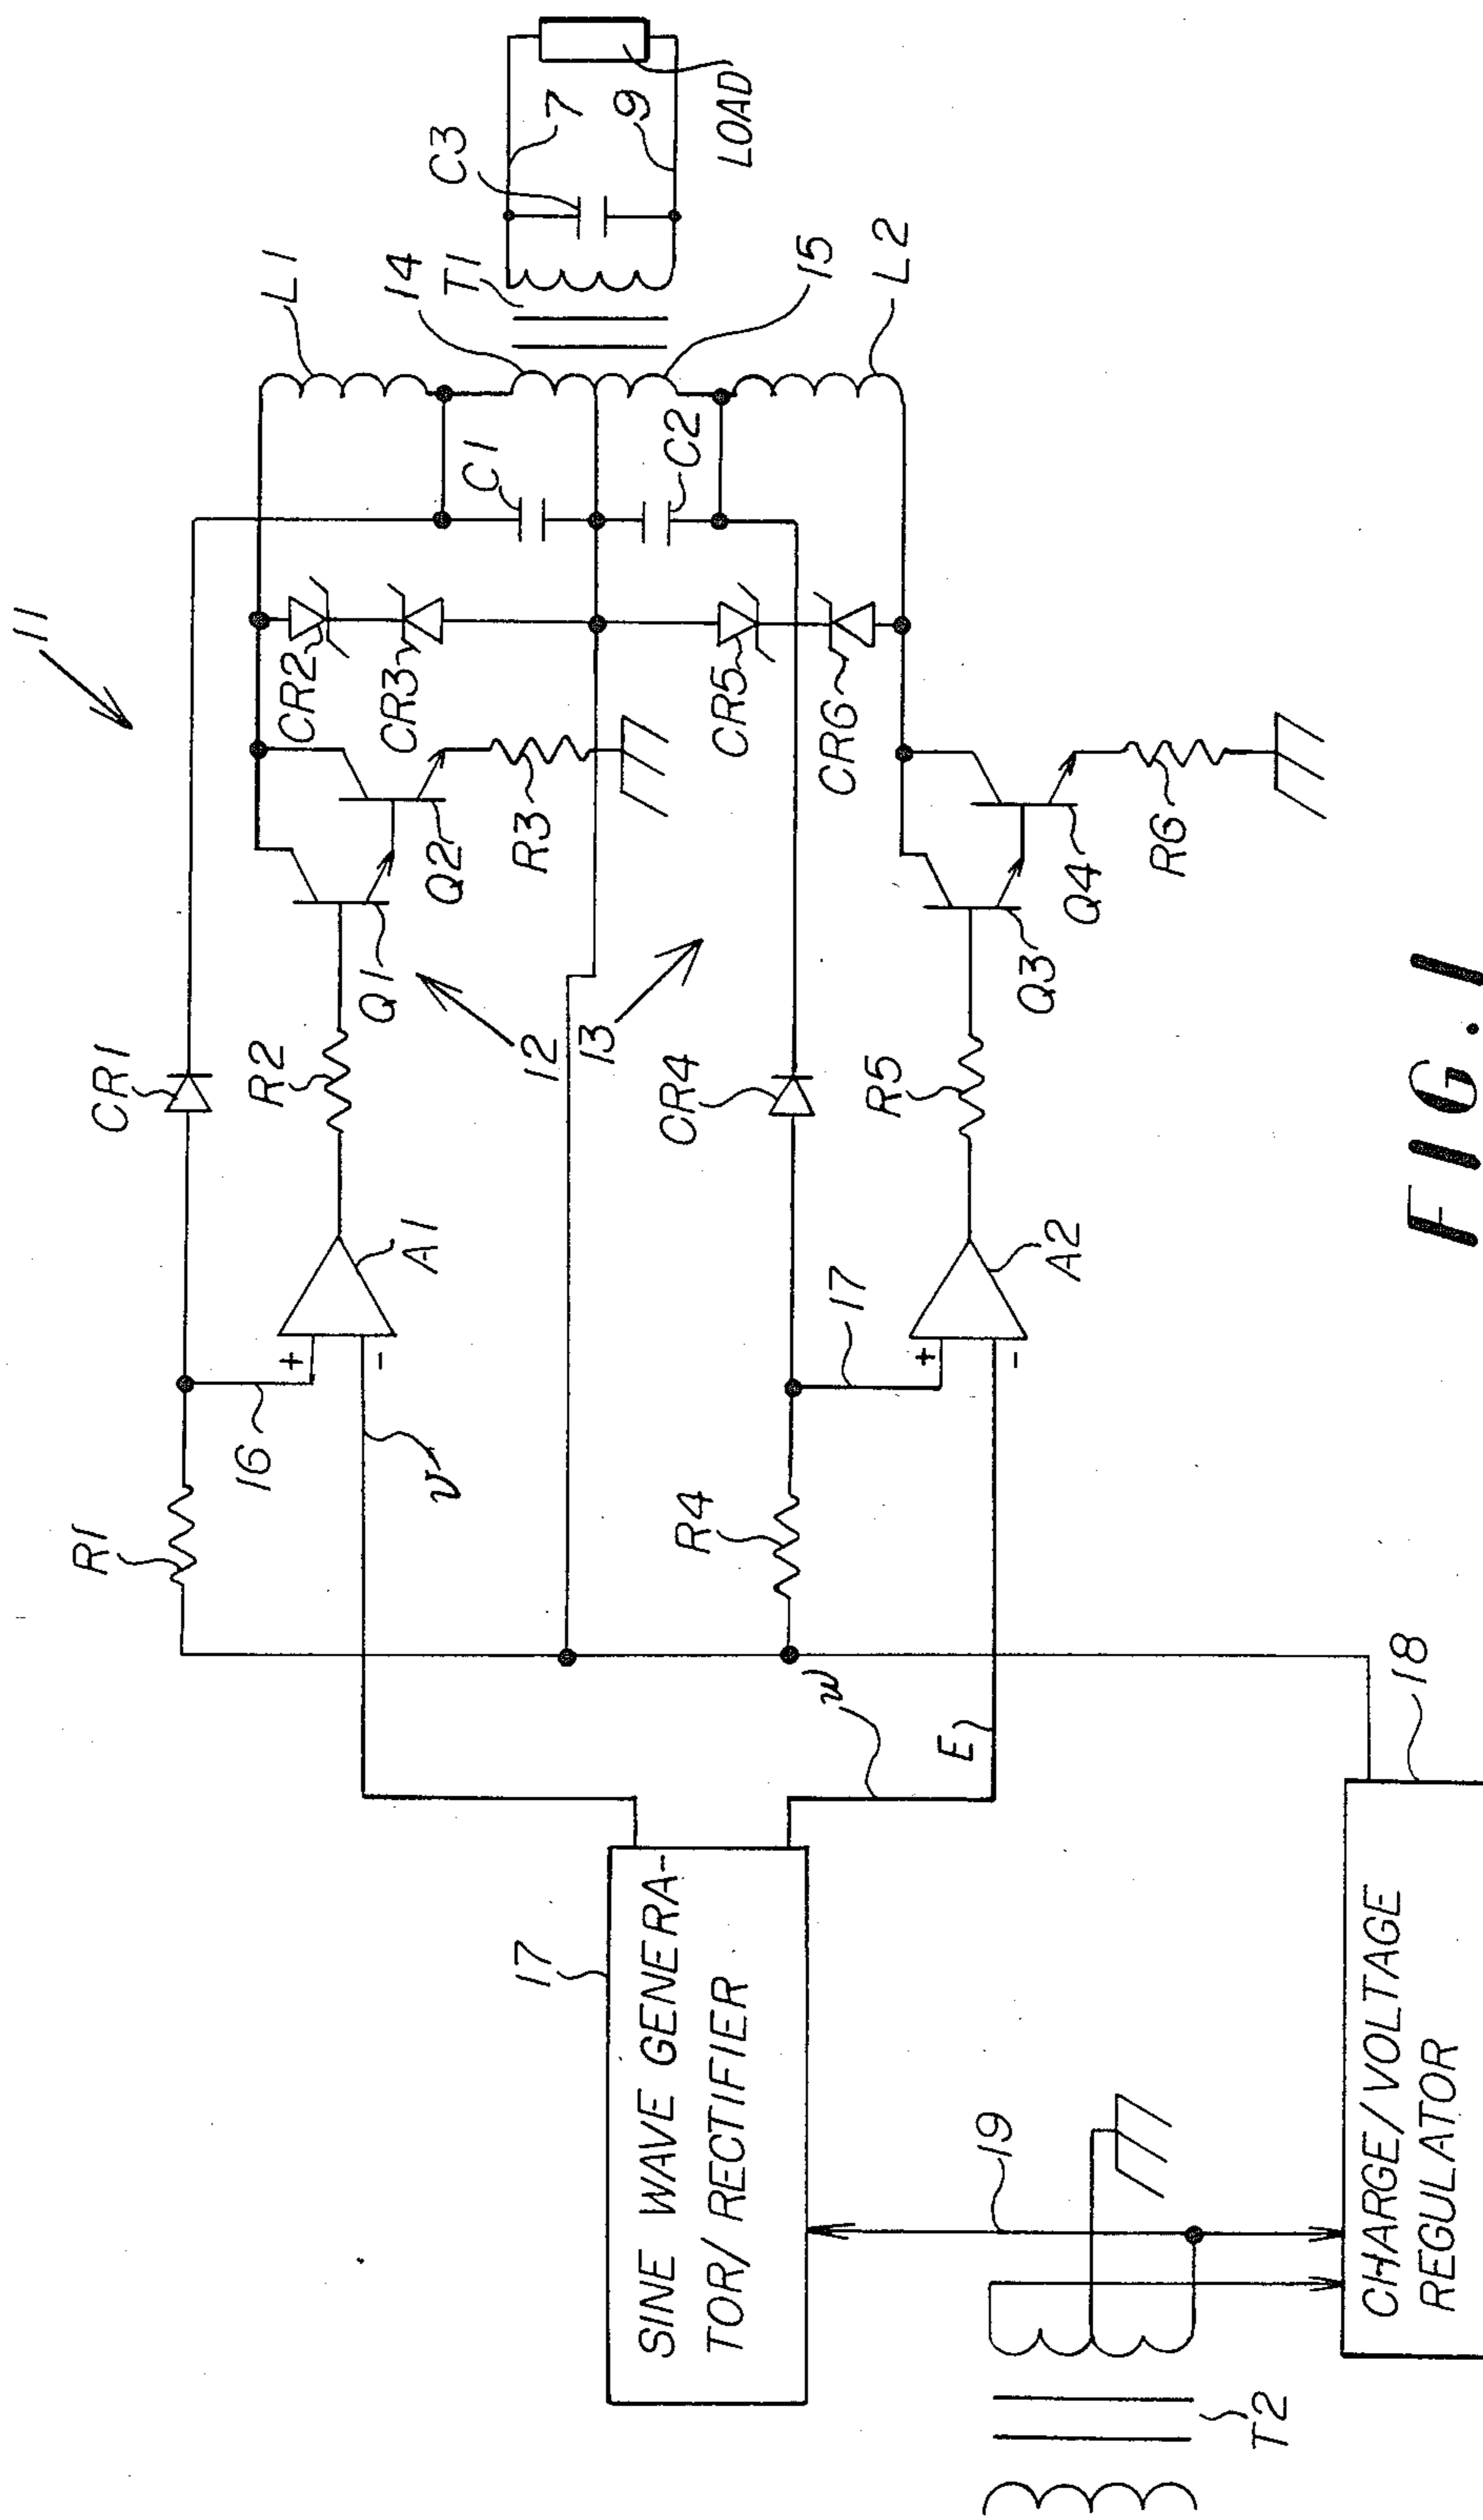 11
L1
14
T1
C3
7
9
LOAD
15
L2
C1
C2
CR1
CR2
CR3
CR5
CR6
R1
16
+
-
A1
R2
Q1
Q2
R3
12
13
CR4
R4
17
+
-
A2
R5
Q3
Q4
R6
v
v
E
17
SINE WAVE GENERA-
TOR/RECTIFIER
19
T2
18
CHARGE/VOLTAGE
REGULATOR
FIG. 1